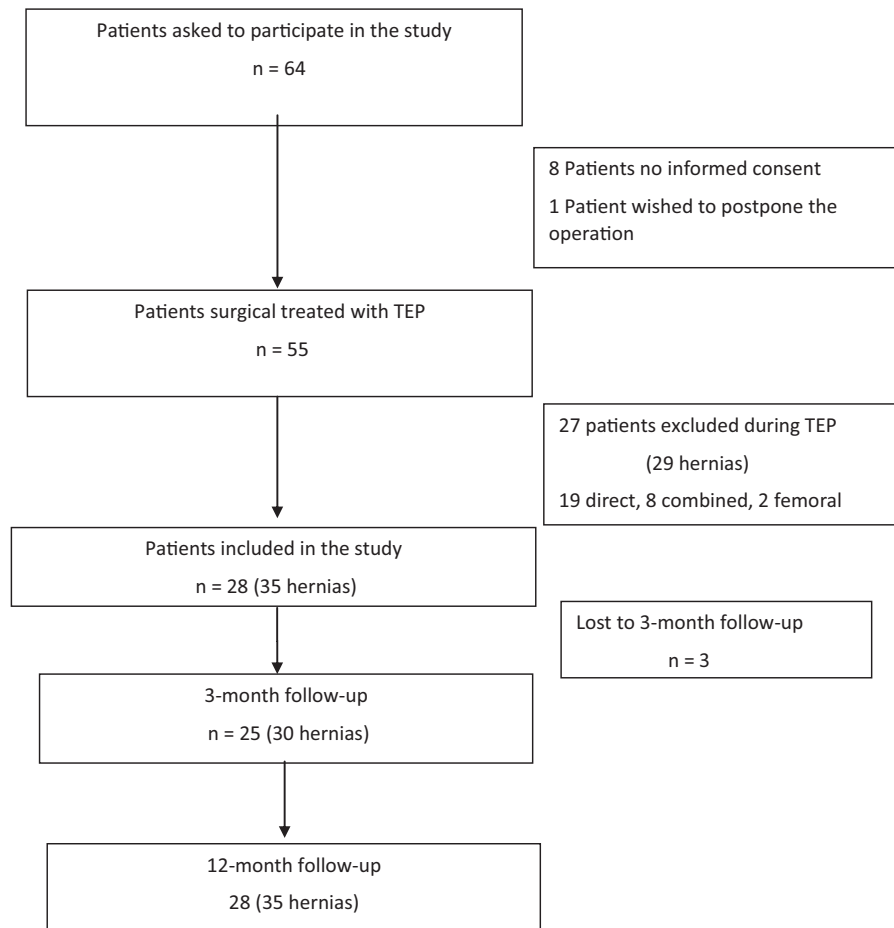 Patients asked to participate in the study
n = 64
8 Patients no informed consent
1 Patient wished to postpone the
operation
Patients surgical treated with TEP
n = 55
27 patients excluded during TEP
(29 hernias)
19 direct, 8 combined, 2 femoral
Patients included in the study
n = 28 (35 hernias)
Lost to 3-month follow-up
n = 3
3-month follow-up
n = 25 (30 hernias)
12-month follow-up
28 (35 hernias)